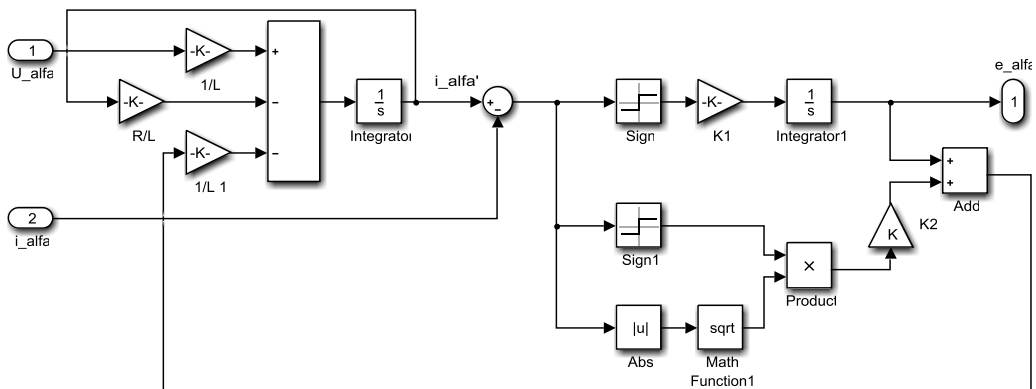 1
U_alfa
-K-
1/L
+
-K-
R/L
−
-K-
1/L 1
−
1
s
Integrator
i_alfa'
+
−
2
i_alfa
Sign
-K-
K1
1
s
Integrator1
e_alfa
1
+
+
Add
K
K2
Sign1
×
Product
|u|
Abs
sqrt
Math
Function1